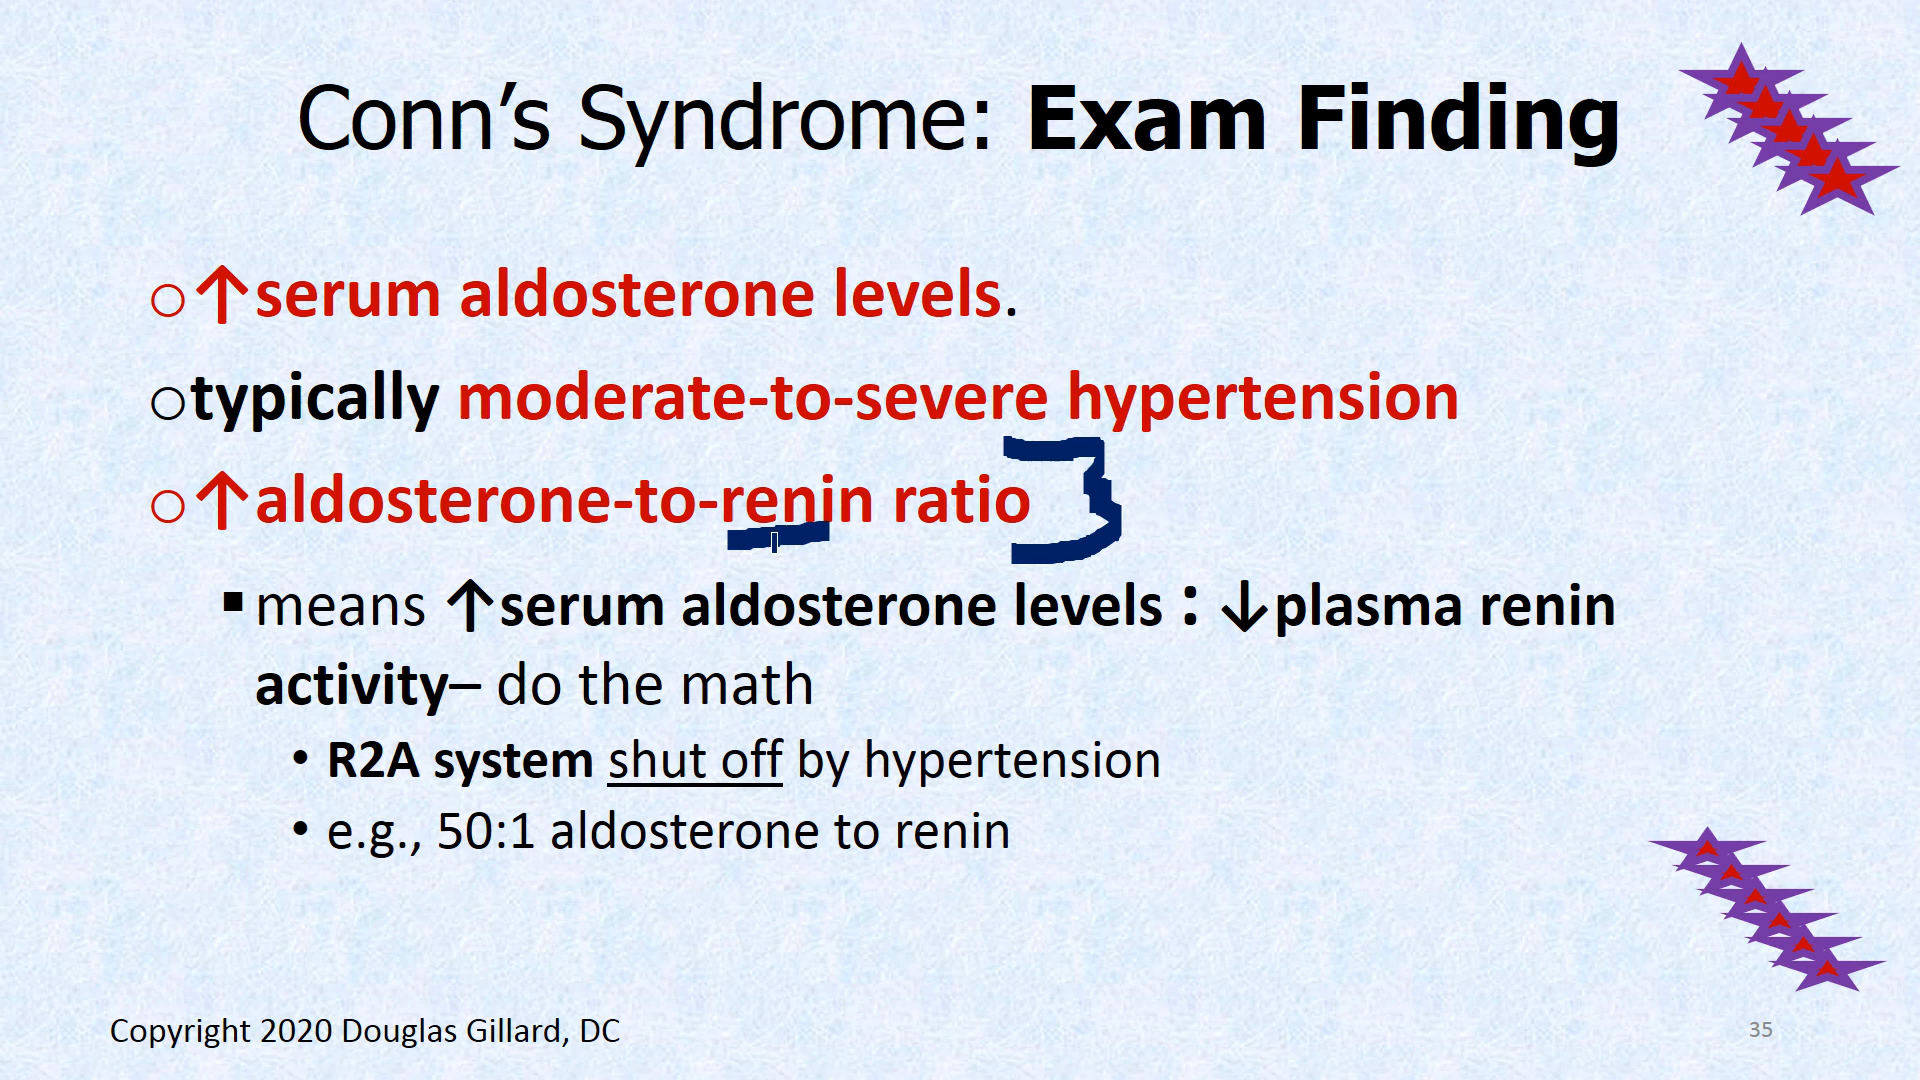 Conn’s Syndrome: Exam Finding
o↑serum aldosterone levels.
otypically moderate-to-severe hypertension
o↑aldosterone-to-renin ratio
▪means ↑serum aldosterone levels : ↓plasma renin
activity– do the math
• R2A system shut off by hypertension
• e.g., 50:1 aldosterone to renin
Copyright 2020 Douglas Gillard, DC
35